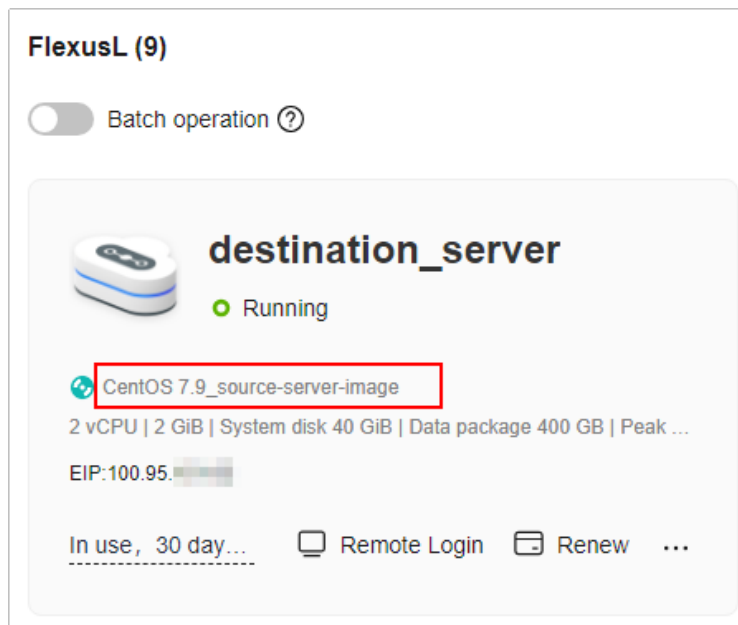 FlexusL (9)
Batch operation ?
destination_server
Running
CentOS 7.9_source-server-image
2 vCPU | 2 GiB | System disk 40 GiB | Data package 400 GB | Peak ...
EIP:100.95.
In use, 30 day... Remote Login Renew ...